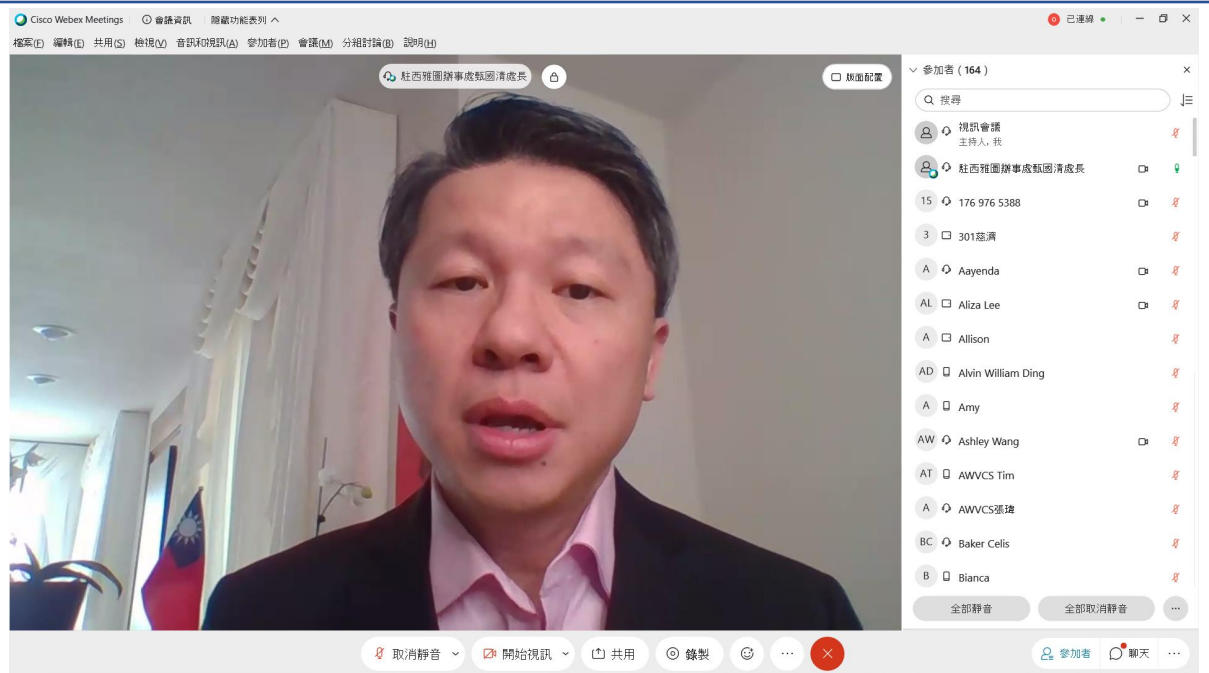 Cisco Webex Meetings
會議資訊
隱藏功能表列
已連線
檔案(F) 編輯(E) 共用(S) 檢視(V) 音訊和視訊(A) 參加者(P) 會議(M) 分組討論(B) 說明(H)
駐西雅圖辦事處甄國清處長
版面配置
參加者 (164)
搜尋
視訊會議
主持人, 我
駐西雅圖辦事處甄國清處長
15 176 976 5388
3 301慈濟
A Aayenda
AL Aliza Lee
A Allison
AD Alvin William Ding
A Amy
AW Ashley Wang
AT AWVCS Tim
A AWVCS張瑋
BC Baker Celis
B Bianca
全部靜音 全部取消靜音
取消靜音 開始視訊 共用 錄製
參加者 聊天